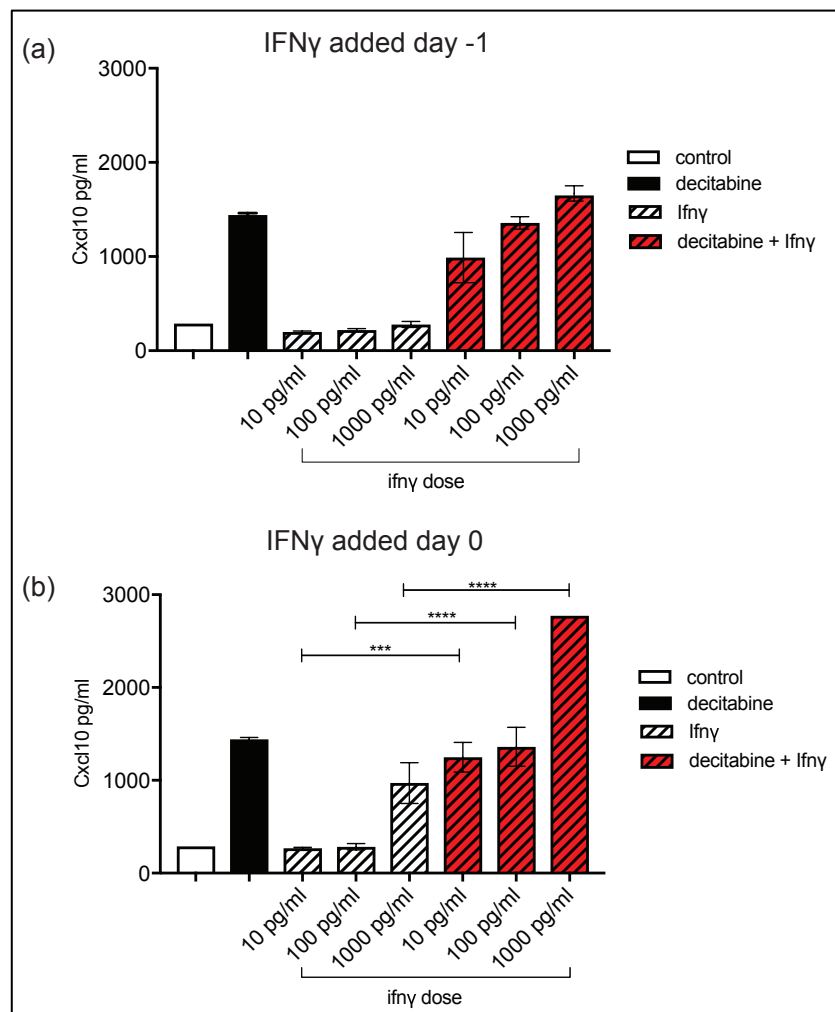 (a)
IFNγ added day -1
3000
2000
1000
0
Cxcl10 pg/ml
control
decitabine
Ifnγ
decitabine + Ifnγ
10 pg/ml
100 pg/ml
1000 pg/ml
10 pg/ml
100 pg/ml
1000 pg/ml
ifnγ dose
IFNγ added day 0
(b)
3000
2000
1000
0
Cxcl10 pg/ml
****
****
***
control
decitabine
Ifnγ
decitabine + Ifnγ
10 pg/ml
100 pg/ml
1000 pg/ml
10 pg/ml
100 pg/ml
1000 pg/ml
ifnγ dose